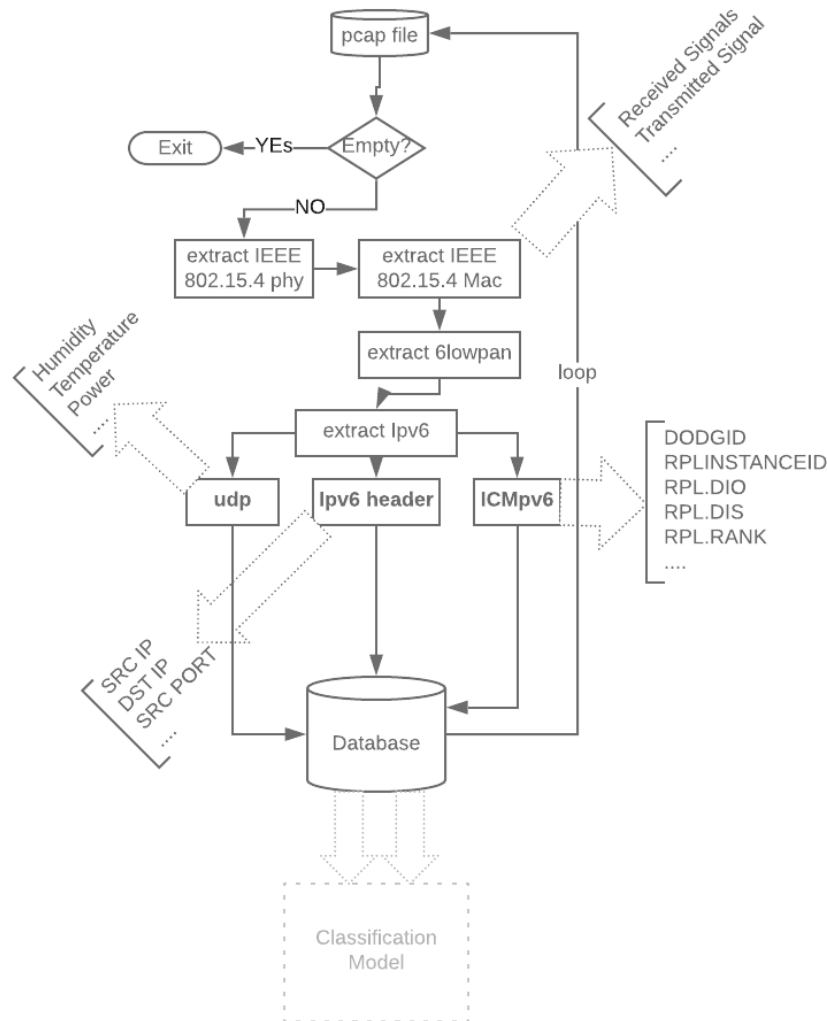 pcap file
Received Signals
Transmitted Signal
....
Empty?
YEs
Exit
NO
extract IEEE
802.15.4 phy
extract IEEE
802.15.4 Mac
extract 6lowpan
loop
Humidity
Temperature
Power
...
extract Ipv6
udp
Ipv6 header
ICMpv6
DODGID
RPLINSTANCEID
RPL.DIO
RPL.DIS
RPL.RANK
....
SRC IP
DST IP
SRC PORT
....
Database
Classification
Model